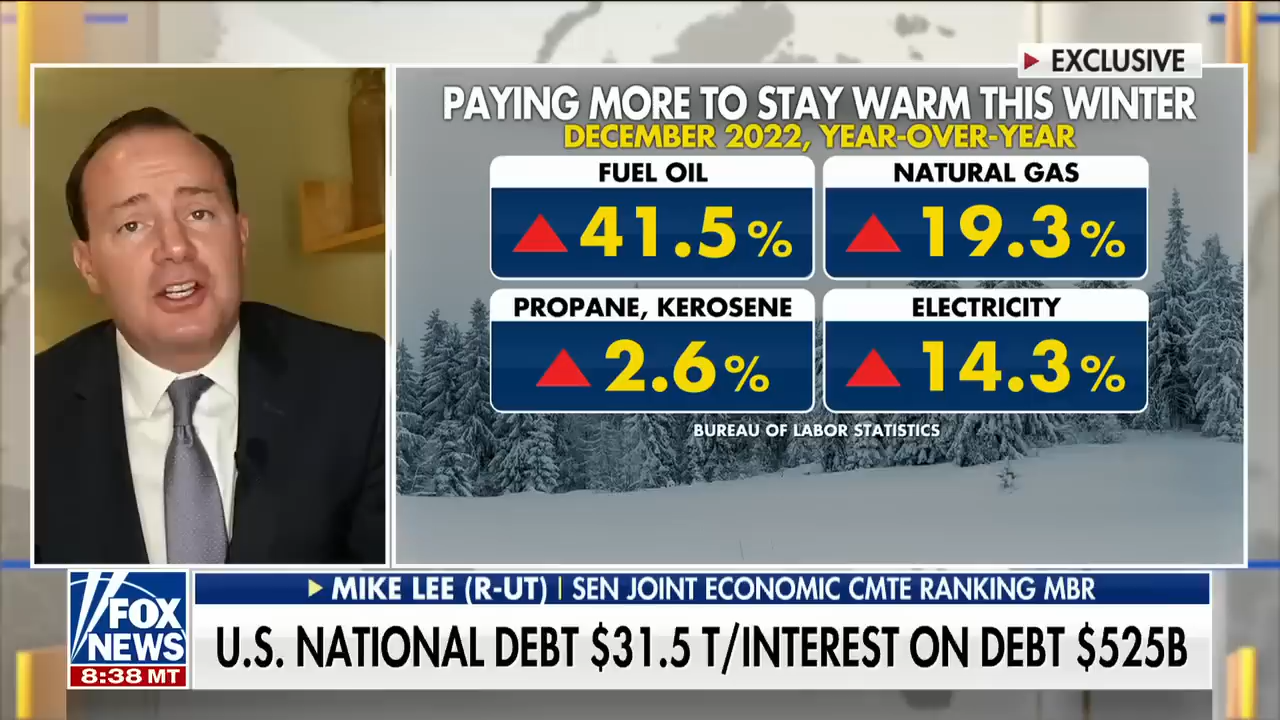 EXCLUSIVE
PAYING MORE TO STAY WARM THIS WINTER
DECEMBER 2022, YEAR-OVER-YEAR
FUEL OIL
41.5%
NATURAL GAS
19.3%
PROPANE, KEROSENE
2.6%
ELECTRICITY
14.3%
BUREAU OF LABOR STATISTICS
MIKE LEE (R-UT) | SEN JOINT ECONOMIC CMTE RANKING MBR
U.S. NATIONAL DEBT $31.5 T/INTEREST ON DEBT $525B
FOX
NEWS
8:38 MT